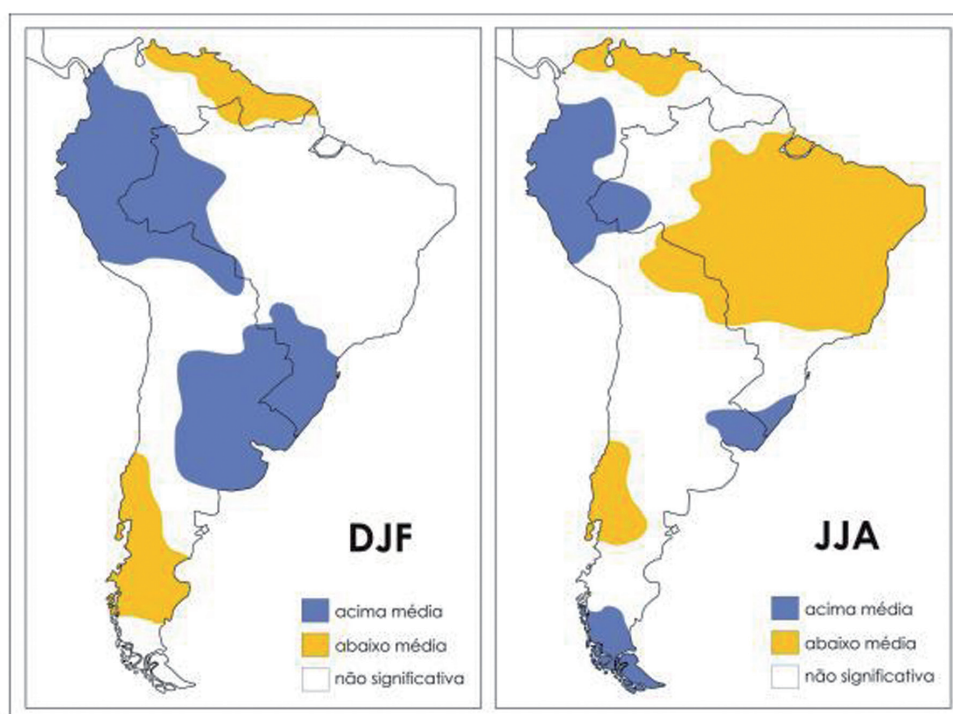 DJF
acima média
abaixo média
não significativa
JJA
acima média
abaixo média
não significativa